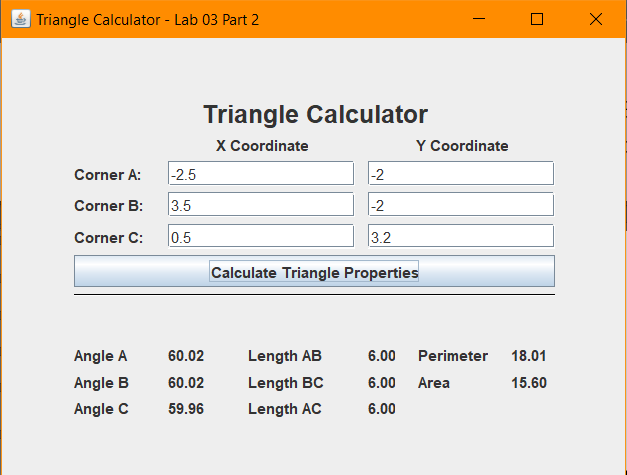 Triangle Calculator - Lab 03 Part 2
Triangle Calculator
X Coordinate Y Coordinate
Corner A: -2.5 -2
Corner B: 3.5 -2
Corner C: 0.5 3.2
Calculate Triangle Properties
Angle A 60.02 Length AB 6.00 Perimeter 18.01
Angle B 60.02 Length BC 6.00 Area 15.60
Angle C 59.96 Length AC 6.00